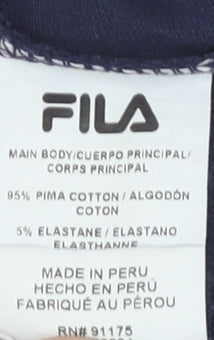 FILA
MAIN BODY/CUERPO PRINCIPAL/
CORPS PRINCIPAL
95% PIMA COTTON / ALGODÓN
COTON
5% ELASTANE / ELASTANO
ELASTHANNE
MADE IN PERU
HECHO EN PERÚ
FABRIQUÉ AU PÉROU
RN# 91175